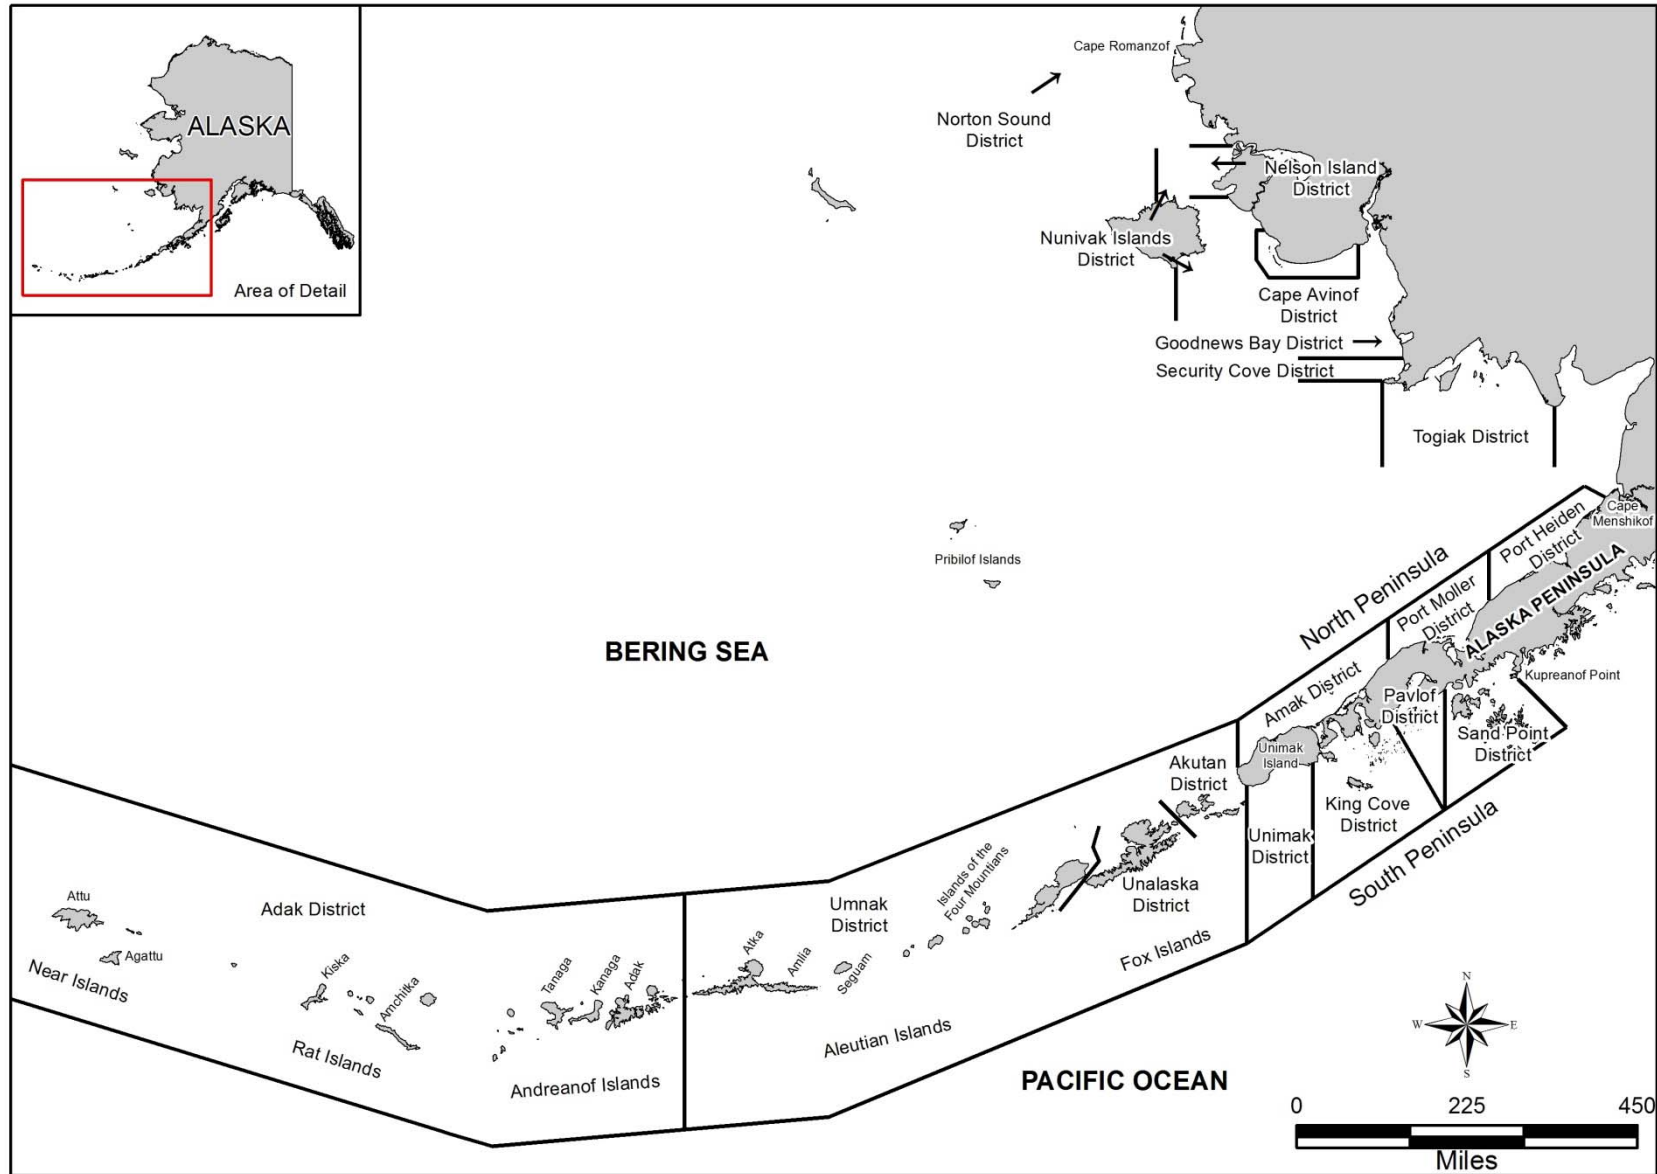 ALASKA
Area of Detail
Cape Romanzof
Norton Sound
District
Nelson Island
District
Nunivak Islands
District
Cape Avinof
District
Goodnews Bay District
Security Cove District
Togiak District
Cape
Menshikof
Port Heiden
District
ALASKA PENINSULA
North Peninsula
Port Moller
District
Pribilof Islands
BERING SEA
Kupreanof Point
Amak District
Pavlof
District
Sand Point
District
Unimak
Island
Akutan
District
King Cove
District
Unimak
District
South Peninsula
Islands of the
Four Mountians
Unalaska
District
Umnak
District
Fox Islands
Attu
Adak District
Agattu
Near Islands
Kiska
Amchitka
Tanaga
Kanaga
Adak
Atka
Amila
Seguam
Rat Islands
Andreanof Islands
Aleutian Islands
PACIFIC OCEAN
N
W
E
S
0 225 450
Miles